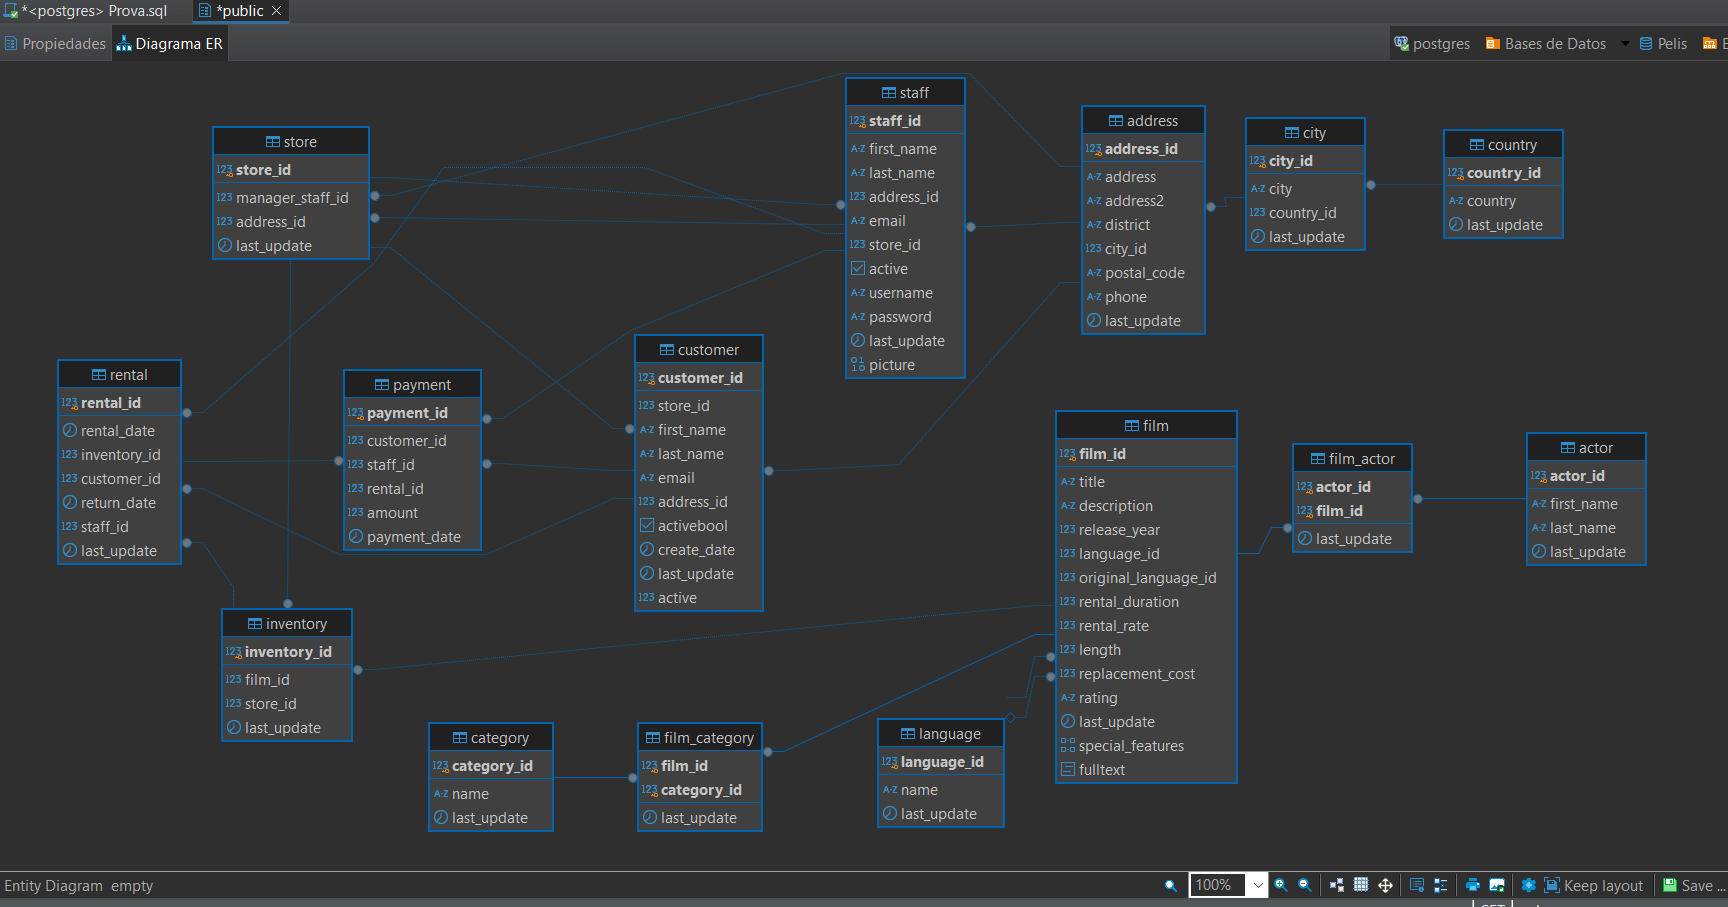 *<postgres> Prova.sql
*public
Propiedades
Diagrama ER
postgres
Bases de Datos
Pelis
E
store
store_id
manager_staff_id
address_id
last_update
staff
staff_id
first_name
last_name
address_id
email
store_id
active
username
password
last_update
picture
address
address_id
address
address2
district
city_id
postal_code
phone
last_update
city
city_id
city
country_id
last_update
country
country_id
country
last_update
rental
rental_id
rental_date
inventory_id
customer_id
return_date
staff_id
last_update
payment
payment_id
customer_id
staff_id
rental_id
amount
payment_date
customer
customer_id
store_id
first_name
last_name
email
address_id
activebool
create_date
last_update
active
film
film_id
title
description
release_year
language_id
original_language_id
rental_duration
rental_rate
length
replacement_cost
rating
last_update
special_features
fulltext
film_actor
actor_id
film_id
last_update
actor
actor_id
first_name
last_name
last_update
inventory
inventory_id
film_id
store_id
last_update
category
category_id
name
last_update
film_category
film_id
category_id
last_update
language
language_id
name
last_update
Entity Diagram empty
100%
Keep layout
Save ...